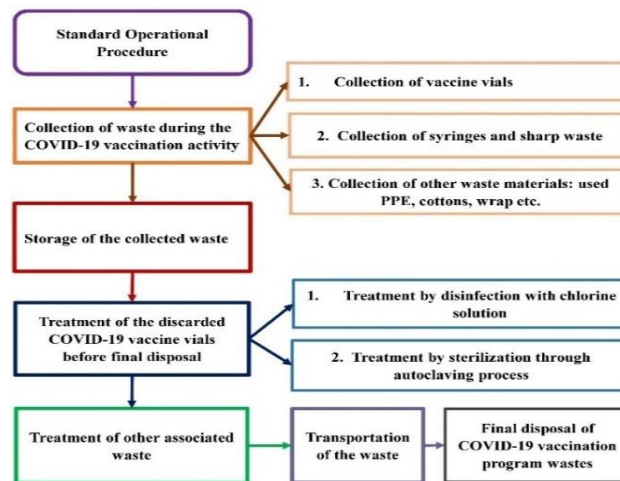 Standard Operational
Procedure
Collection of waste during the
COVID-19 vaccination activity
1. Collection of vaccine vials
2. Collection of syringes and sharp waste
3. Collection of other waste materials: used
PPE, cottons, wrap etc.
Storage of the collected waste
Treatment of the discarded
COVID-19 vaccine vials
before final disposal
1. Treatment by disinfection with chlorine
solution
2. Treatment by sterilization through
autoclaving process
Treatment of other associated
waste
Transportation
of the waste
Final disposal of
COVID-19 vaccination
program wastes